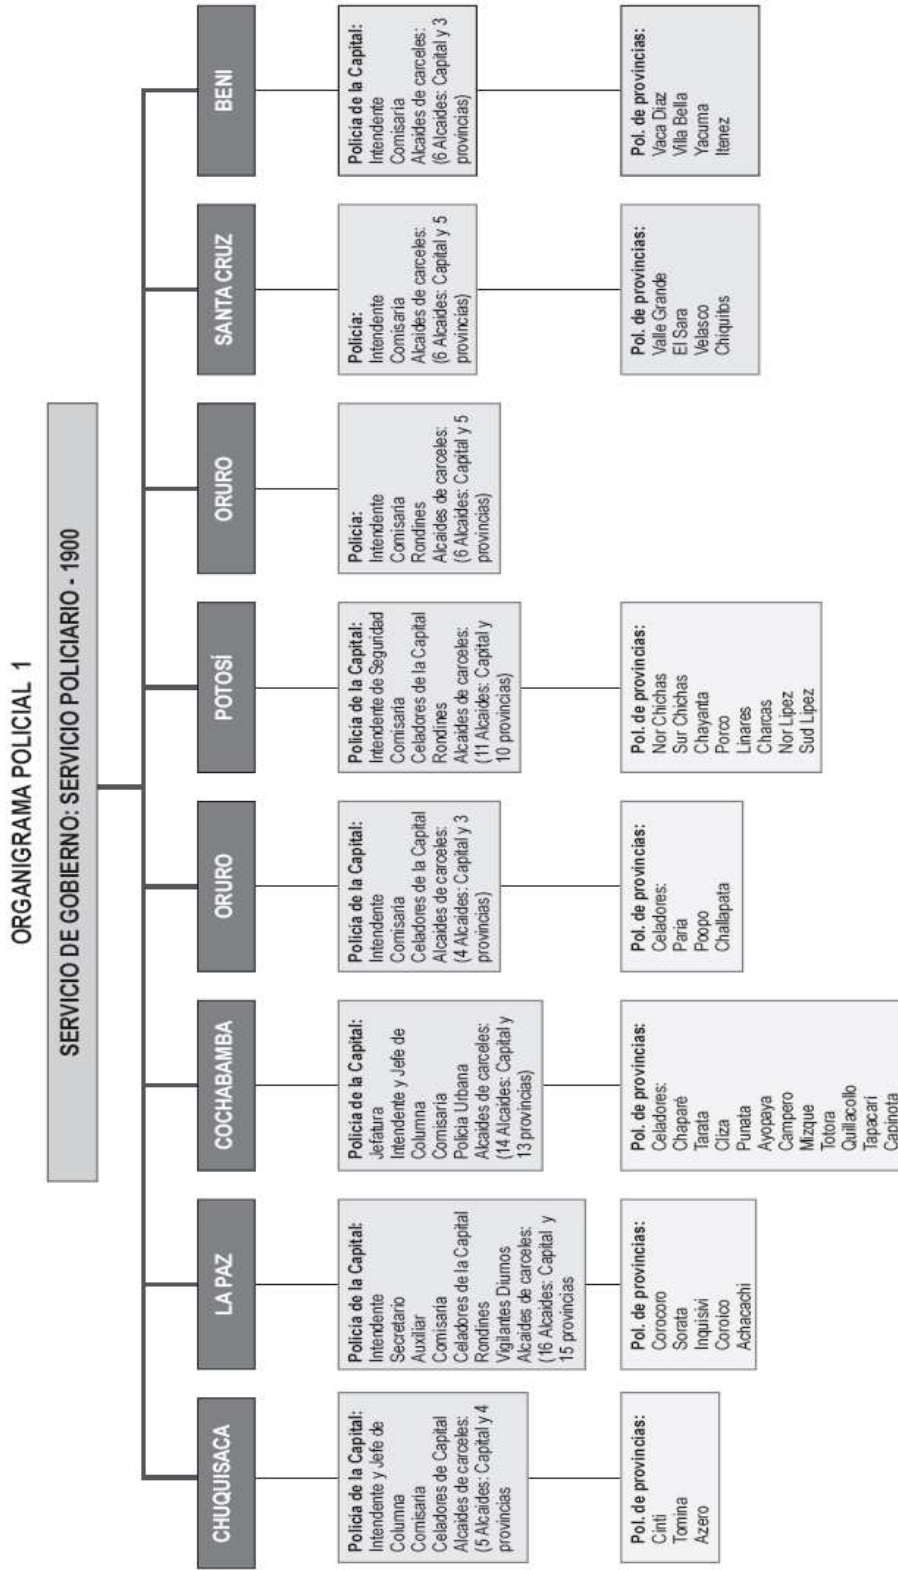 ORGANIGRAMA POLICIAL 1
SERVICIO DE GOBIERNO: SERVICIO POLICIARIO - 1900
CHUQUISACA
Policia de la Capital:
Intendente y Jefe de
Columna
Comisaria
Celadores de Capital
Alcaides de carceles:
(5 Alcaides: Capital y 4
provincias
Pol. de provincias:
Cinti
Tomina
Azero
LA PAZ
Policia de la Capital:
Intendente
Secretario
Auxiliar
Comisaria
Celadores de la Capital
Rondines
Vigilantes Diurnos
Alcaides de carceles:
(16 Alcaides: Capital y
15 provincias
Pol. de provincias:
Corocoro
Sorata
Inquisivi
Coroico
Achacachi
COCHABAMBA
Policia de la Capital:
Jefatura
Intendente y Jefe de
Columna
Comisaria
Policia Urbana
Alcaides de carceles:
(14 Alcaides: Capital y
13 provincias)
Pol. de provincias:
Celadores:
Chaparé
Tarata
Cliza
Punata
Ayopaya
Campero
Mizque
Totora
Quillacollo
Tapacarí
Capinota
ORURO
Policia de la Capital:
Intendente
Comisaria
Celadores de la Capital
Alcaides de carceles:
(4 Alcaides: Capital y 3
provincias)
Pol. de provincias:
Celadores:
Paria
Poopo
Challapata
POTOSÍ
Policia de la Capital:
Intendente de Seguridad
Comisaria
Celadores de la Capital
Rondines
Alcaides de carceles:
(11 Alcaides: Capital y
10 provincias)
Pol. de provincias:
Nor Chichas
Sur Chichas
Chayanta
Porco
Linares
Charcas
Nor Lipez
Sud Lipez
ORURO
Policia:
Intendente
Comisaria
Rondines
Alcaides de carceles:
(6 Alcaides: Capital y 5
provincias)
SANTA CRUZ
Policia:
Intendente
Comisaria
Alcaides de carceles:
(6 Alcaides: Capital y 5
provincias)
Pol. de provincias:
Valle Grande
El Sara
Velasco
Chiquitos
BENI
Policia de la Capital:
Intendente
Comisaria
Alcaides de carceles:
(6 Alcaides: Capital y 3
provincias)
Pol. de provincias:
Vaca Diaz
Villa Bella
Yacuma
Itenez